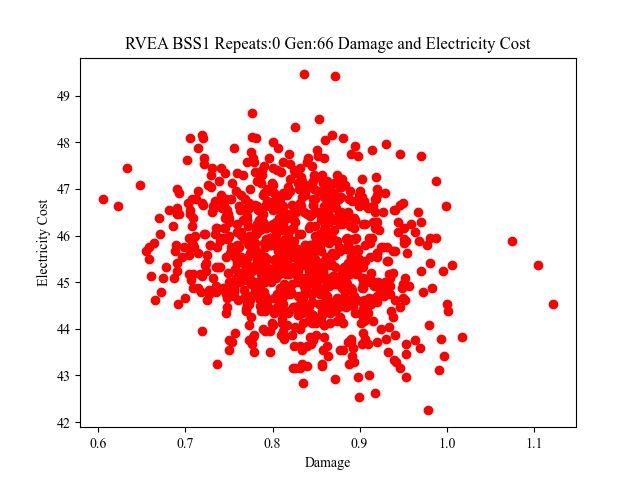 RVEA BSS1 Repeats:0 Gen:66 Damage and Electricity Cost
49
48
47
46
45
44
43
42
Electricity Cost
0.6 0.7 0.8 0.9 1.0 1.1
Damage